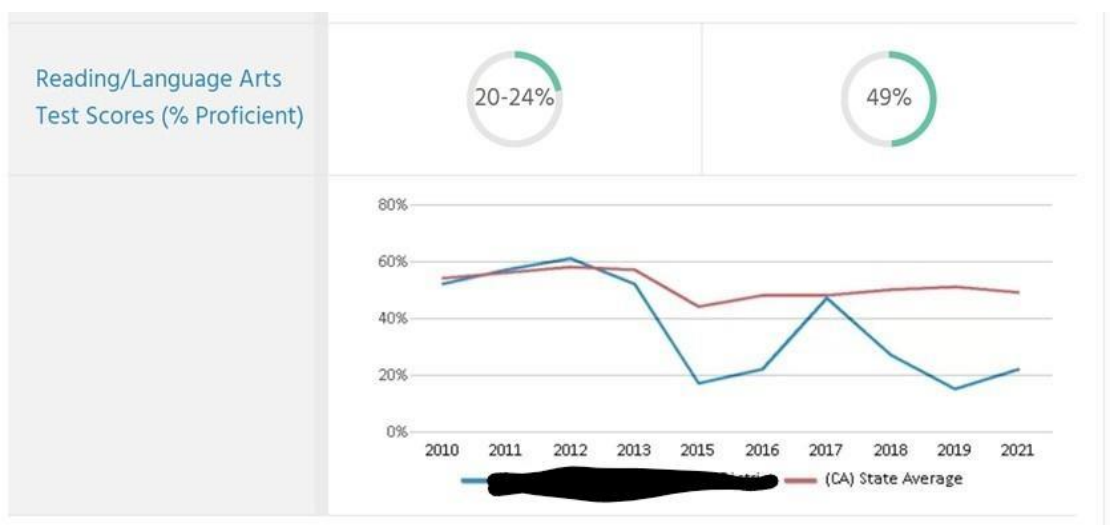 Reading/Language Arts
Test Scores (% Proficient)
20-24%
49%
80%
60%
40%
20%
0%
2010 2011 2012 2013 2015 2016 2017 2018 2019 2021
(CA) State Average